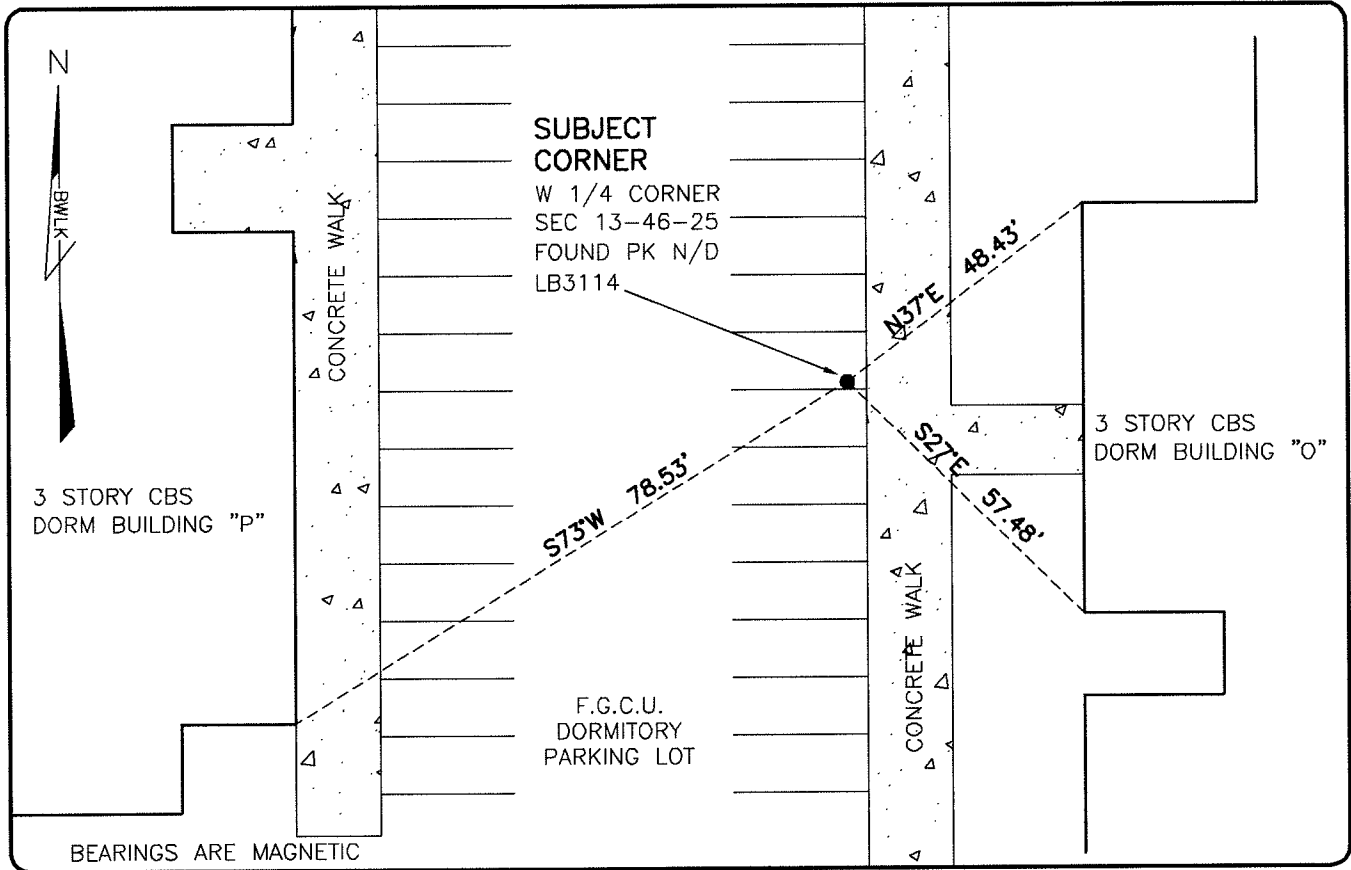 N
BWLK
SUBJECT
CORNER
W 1/4 CORNER
SEC 13-46-25
FOUND PK N/D
LB3114
CONCRETE WALK
N37°E 48.43'
S27°E 57.48'
S73°W 78.53'
3 STORY CBS
DORM BUILDING "O"
3 STORY CBS
DORM BUILDING "P"
CONCRETE WALK
F.G.C.U.
DORMITORY
PARKING LOT
BEARINGS ARE MAGNETIC